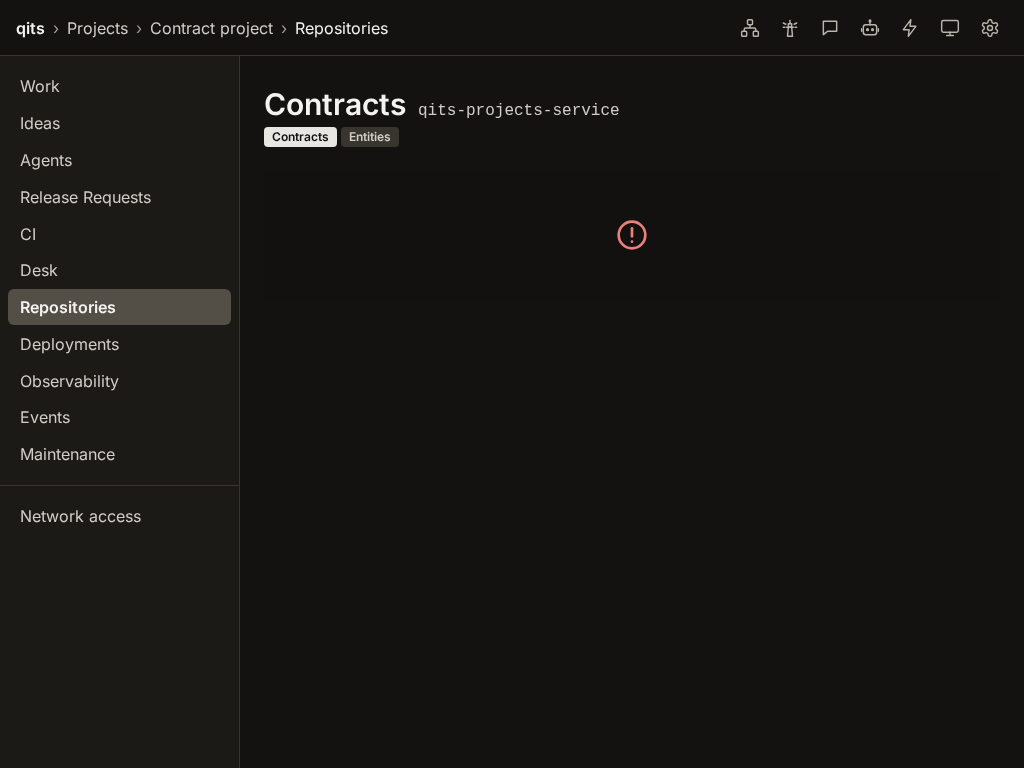 qits › Projects › Contract project › Repositories
Work
Ideas
Agents
Release Requests
CI
Desk
Repositories
Deployments
Observability
Events
Maintenance
Network access
Contracts qits-projects-service
Contracts Entities